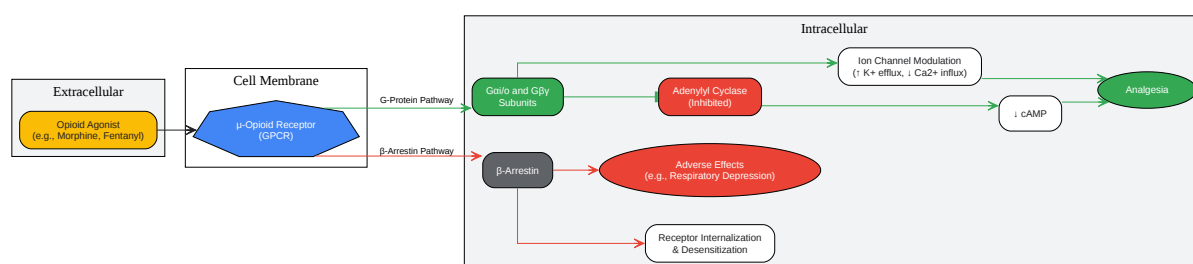 Intracellular
Extracellular
Cell Membrane
Opioid Agonist
(e.g., Morphine, Fentanyl)
μ-Opioid Receptor
(GPCR)
G-Protein Pathway
β-Arrestin Pathway
Gαi/o and Gβγ
Subunits
Adenylyl Cyclase
(Inhibited)
Ion Channel Modulation
(↑ K+ efflux, ↓ Ca2+ influx)
↓ cAMP
Analgesia
β-Arrestin
Adverse Effects
(e.g., Respiratory Depression)
Receptor Internalization
& Desensitization